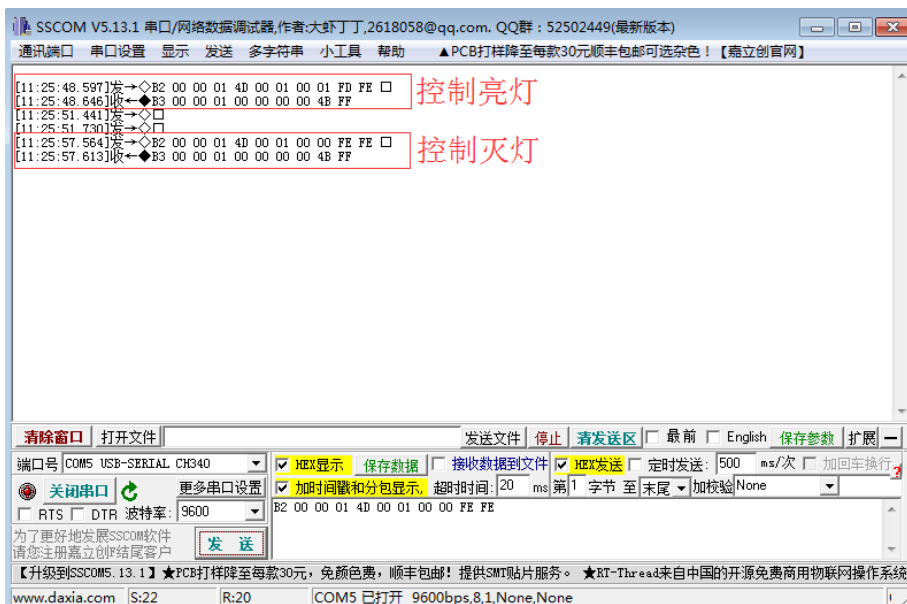 SSCOM V5.13.1 串口/网络数据调试器,作者:大虾丁丁,2618058@qq.com. QQ群：52502449(最新版本)
通讯端口 串口设置 显示 发送 多字符串 小工具 帮助 ▲PCB打样降至每款30元顺丰包邮可选杂色！【嘉立创官网】
[11:25:48.597]发→◇B2 00 00 01 4D 00 01 00 01 FD FE □
[11:25:48.646]收←◆B3 00 00 01 00 00 00 00 4B FF
控制亮灯
[11:25:51.441]发→◇□
[11:25:51.730]发→◇□
[11:25:57.564]发→◇B2 00 00 01 4D 00 01 00 00 FE FE □
[11:25:57.613]收←◆B3 00 00 01 00 00 00 00 4B FF
控制灭灯
清除窗口 打开文件 发送文件 停止 清发送区 最前 English 保存参数 扩展 —
端口号 COM5 USB-SERIAL CH340 HEX显示 保存数据 接收数据到文件 HEX发送 定时发送: 500 ms/次 加回车换行
关闭串口 更多串口设置 加时间戳和分包显示, 超时时间: 20 ms 第1 字节 至 末尾 加校验 None
RTS DTR 波特率: 9600
B2 00 00 01 4D 00 01 00 00 FE FE
为了更好地发展SSCOM软件
请您注册嘉立创F结尾客户
发 送
【升级到SSCOM5.13.1】★PCB打样降至每款30元，免颜色费，顺丰包邮！提供SMT贴片服务。 ★RT-Thread来自中国的开源免费商用物联网操作系统
www.daxia.com S:22 R:20 COM5 已打开 9600bps,8,1,None,None